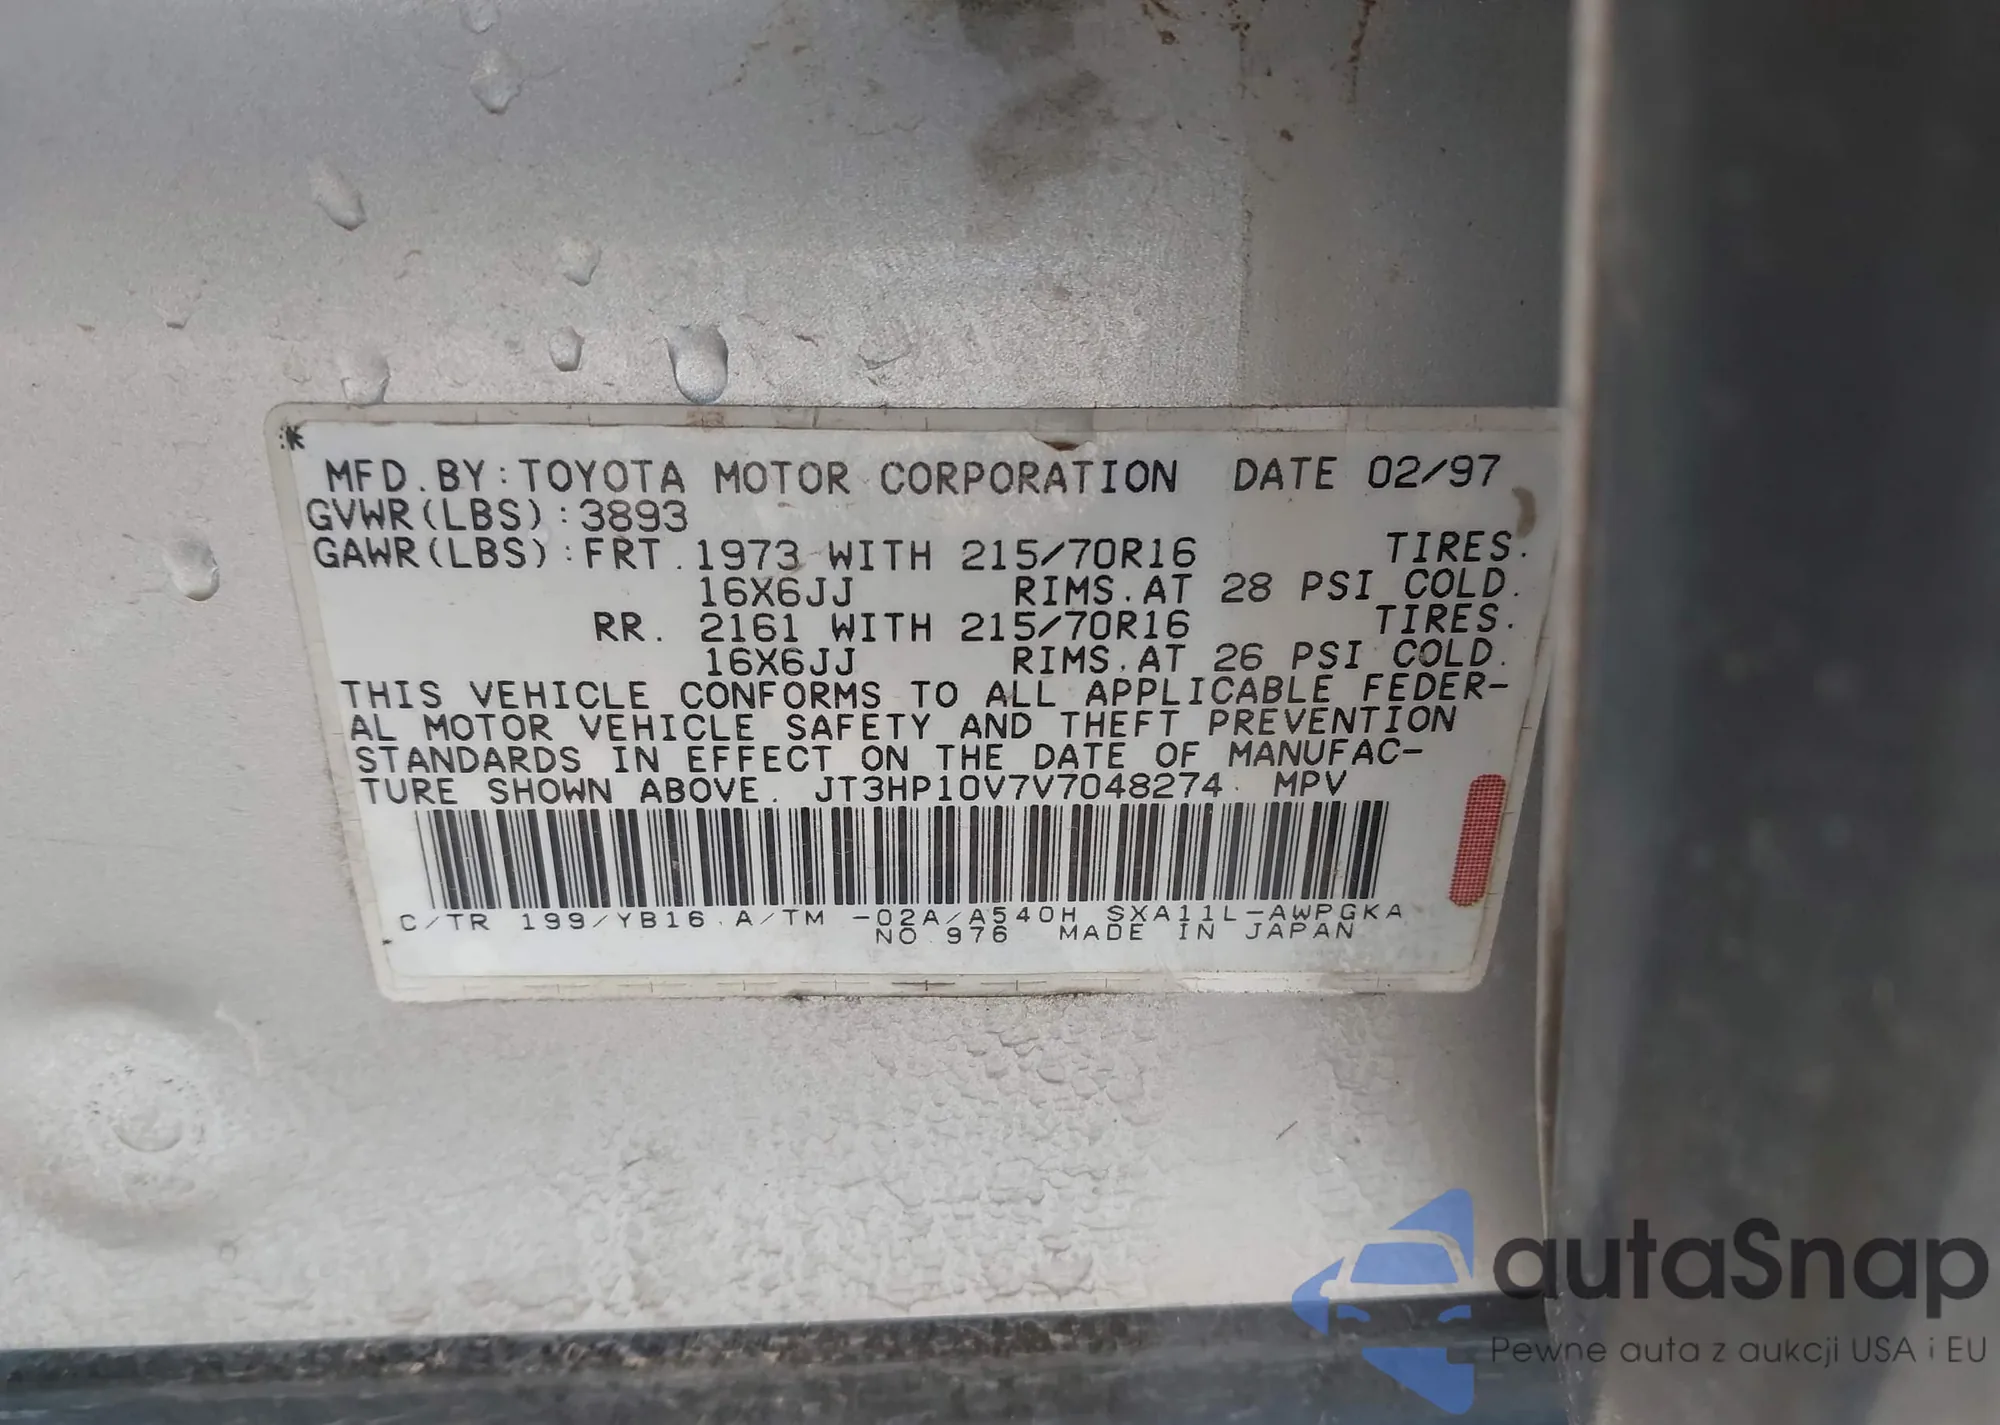 MFD.BY:TOYOTA MOTOR CORPORATION DATE 02/97
GVWR(LBS):3893
GAWR(LBS):FRT.1973 WITH 215/70R16 TIRES.
16X6JJ RIMS.AT 28 PSI COLD.
RR. 2161 WITH 215/70R16 TIRES.
16X6JJ RIMS.AT 26 PSI COLD.
THIS VEHICLE CONFORMS TO ALL APPLICABLE FEDER-
AL MOTOR VEHICLE SAFETY AND THEFT PREVENTION
STANDARDS IN EFFECT ON THE DATE OF MANUFAC-
TURE SHOWN ABOVE. JT3HP10V7V7048274 MPV
C/TR 199/YB16 A/TM -02A/A540H SXA11L-AWPGKA
NO 976 MADE IN JAPAN
autaSnap
Pewne auta z aukcji USA i EU